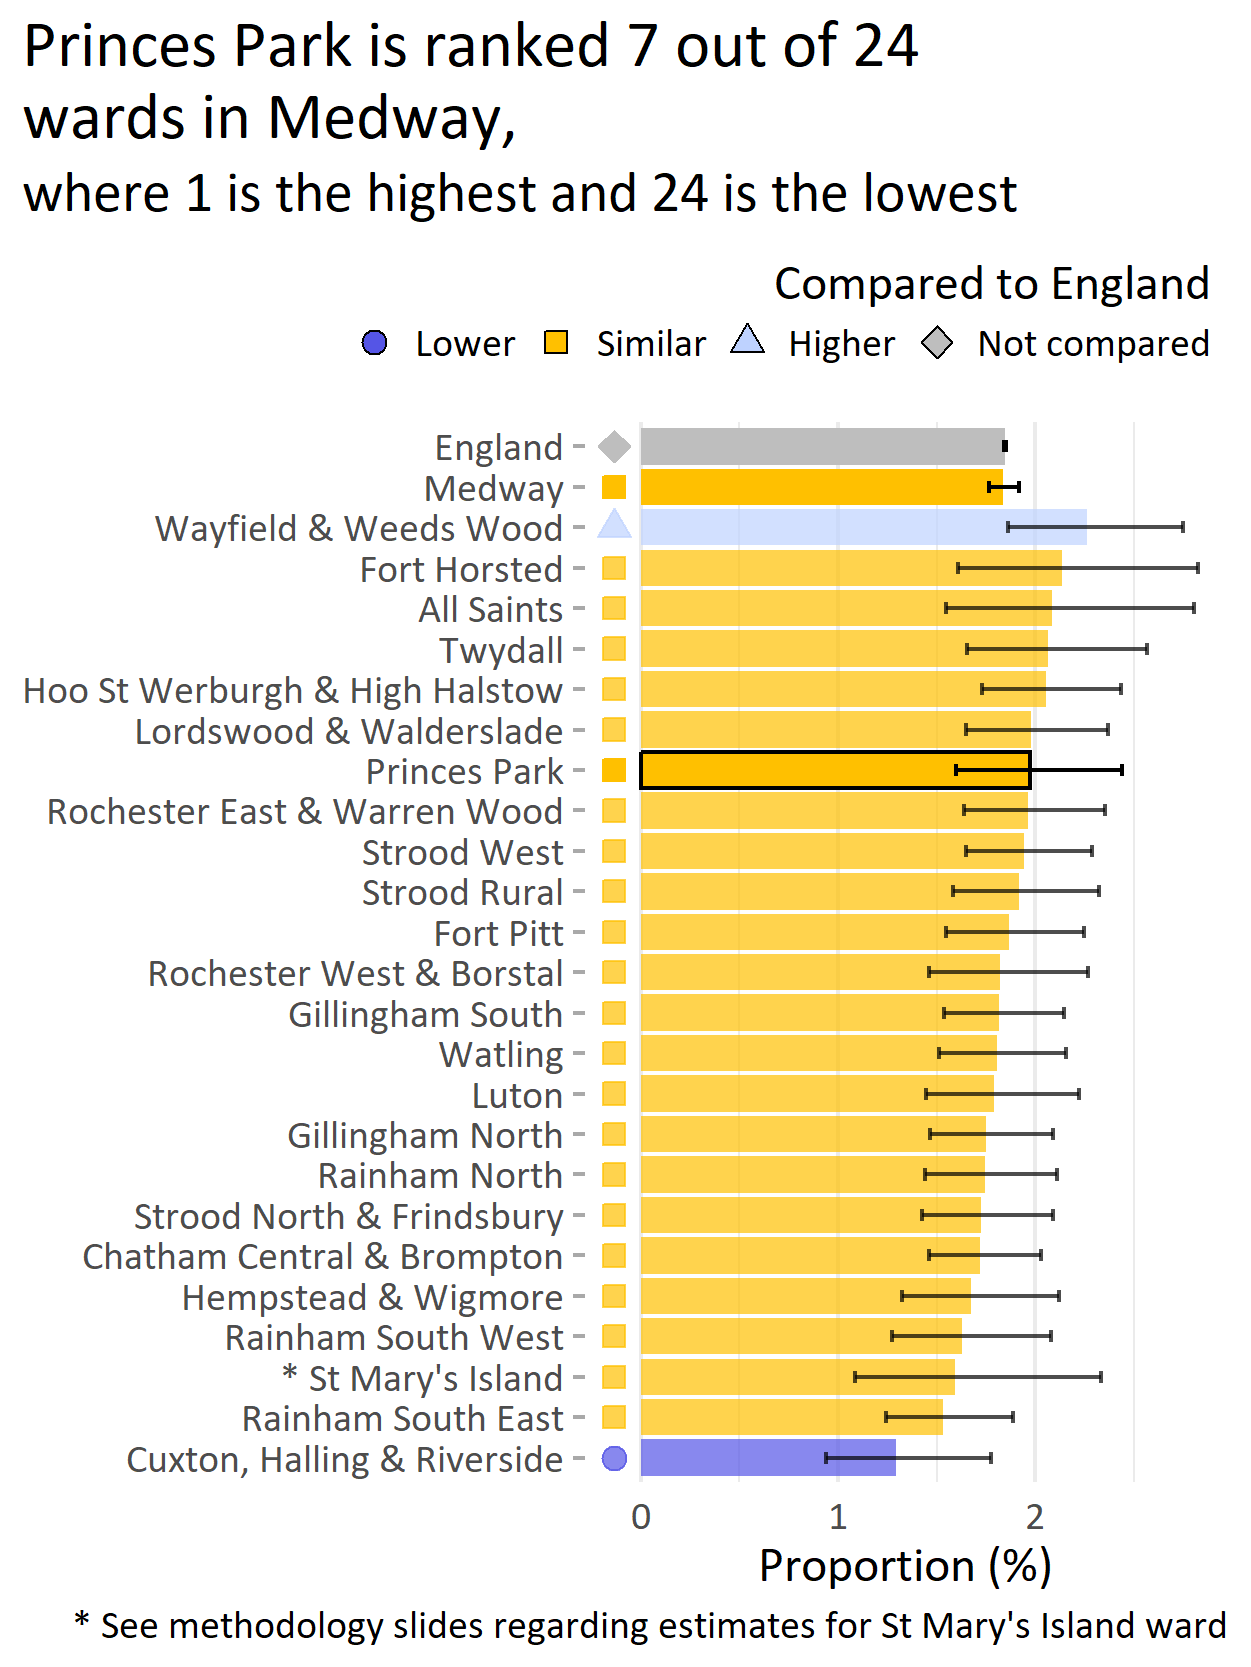 Princes Park is ranked 7 out of 24
wards in Medway,
where 1 is the highest and 24 is the lowest
Compared to England
Lower Similar Higher Not compared
England
Medway
Wayfield & Weeds Wood
Fort Horsted
All Saints
Twydall
Hoo St Werburgh & High Halstow
Lordswood & Walderslade
Princes Park
Rochester East & Warren Wood
Strood West
Strood Rural
Fort Pitt
Rochester West & Borstal
Gillingham South
Watling
Luton
Gillingham North
Rainham North
Strood North & Frindsbury
Chatham Central & Brompton
Hempstead & Wigmore
Rainham South West
* St Mary's Island
Rainham South East
Cuxton, Halling & Riverside
0 1 2
Proportion (%)
* See methodology slides regarding estimates for St Mary's Island ward